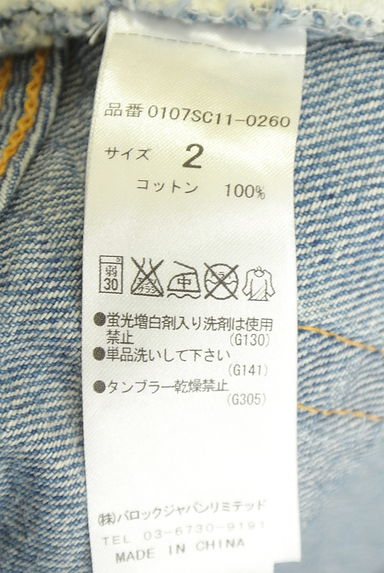 品番 0107SC11-0260
サイズ 2
コットン 100%
弱
30
中
●蛍光増白剤入り洗剤は使用
禁止 (G130)
●単品洗いして下さい
(G141)
●タンブラー乾燥禁止
(G305)
(株)バロックジャパンリミテッド
TEL 03-6730-9191
MADE IN CHINA